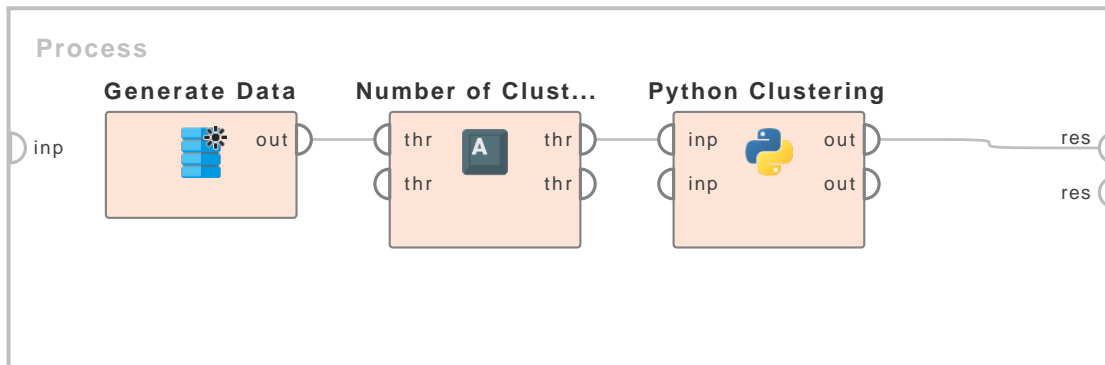 Process
Generate Data
Number of Clust...
Python Clustering
inp
out
thr
thr
A
inp
out
res
thr
thr
inp
out
res